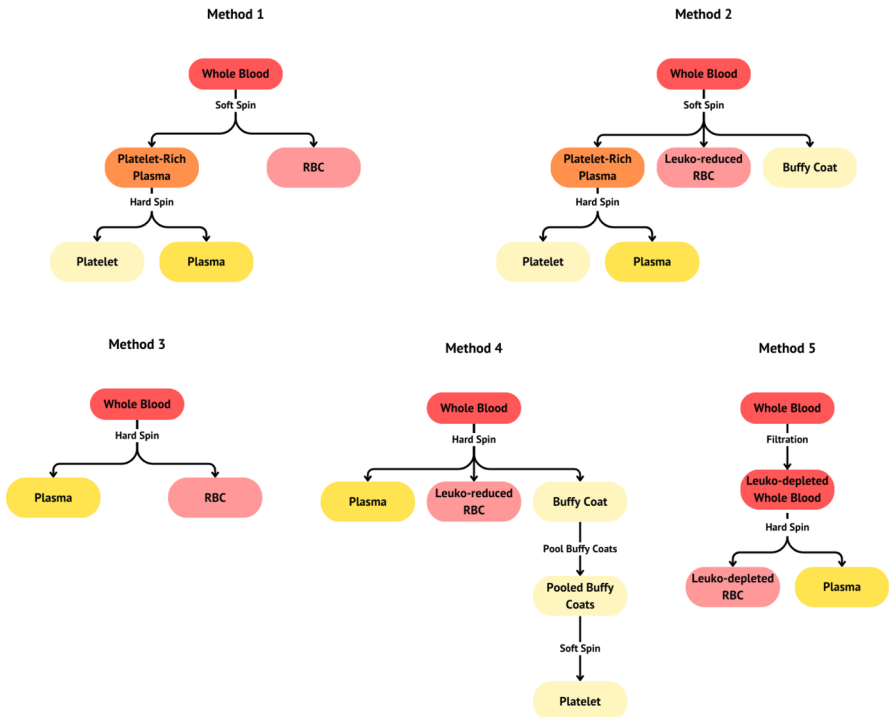 Method 1
Whole Blood
Soft Spin
Platelet-Rich
Plasma
RBC
Hard Spin
Platelet
Plasma
Method 2
Whole Blood
Soft Spin
Platelet-Rich
Plasma
Leuko-reduced
RBC
Buffy Coat
Hard Spin
Platelet
Plasma
Method 3
Whole Blood
Hard Spin
Plasma
RBC
Method 4
Whole Blood
Hard Spin
Plasma
Leuko-reduced
RBC
Buffy Coat
Pool Buffy Coats
Pooled Buffy
Coats
Soft Spin
Platelet
Method 5
Whole Blood
Filtration
Leuko-depleted
Whole Blood
Hard Spin
Leuko-depleted
RBC
Plasma